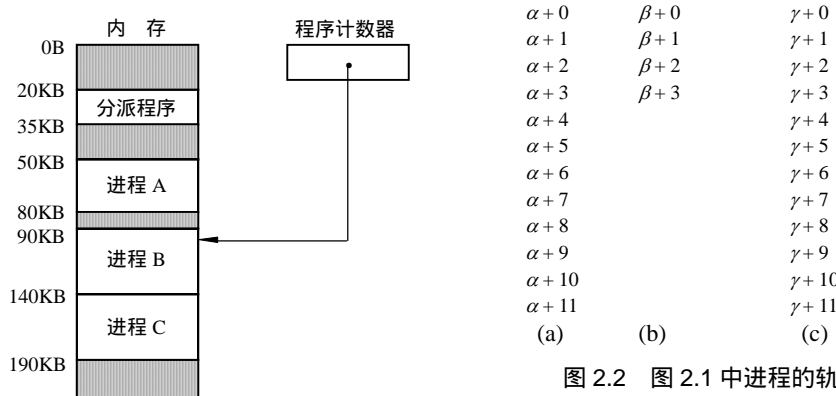 内 存
程序计数器
0B
20KB
分派程序
35KB
50KB
进程 A
80KB
90KB
进程 B
140KB
进程 C
190KB
α + 0 β + 0 γ + 0
α + 1 β + 1 γ + 1
α + 2 β + 2 γ + 2
α + 3 β + 3 γ + 3
α + 4 γ + 4
α + 5 γ + 5
α + 6 γ + 6
α + 7 γ + 7
α + 8 γ + 8
α + 9 γ + 9
α + 10 γ + 10
α + 11 γ + 11
(a) (b) (c)
图 2.2 图 2.1 中进程的轨